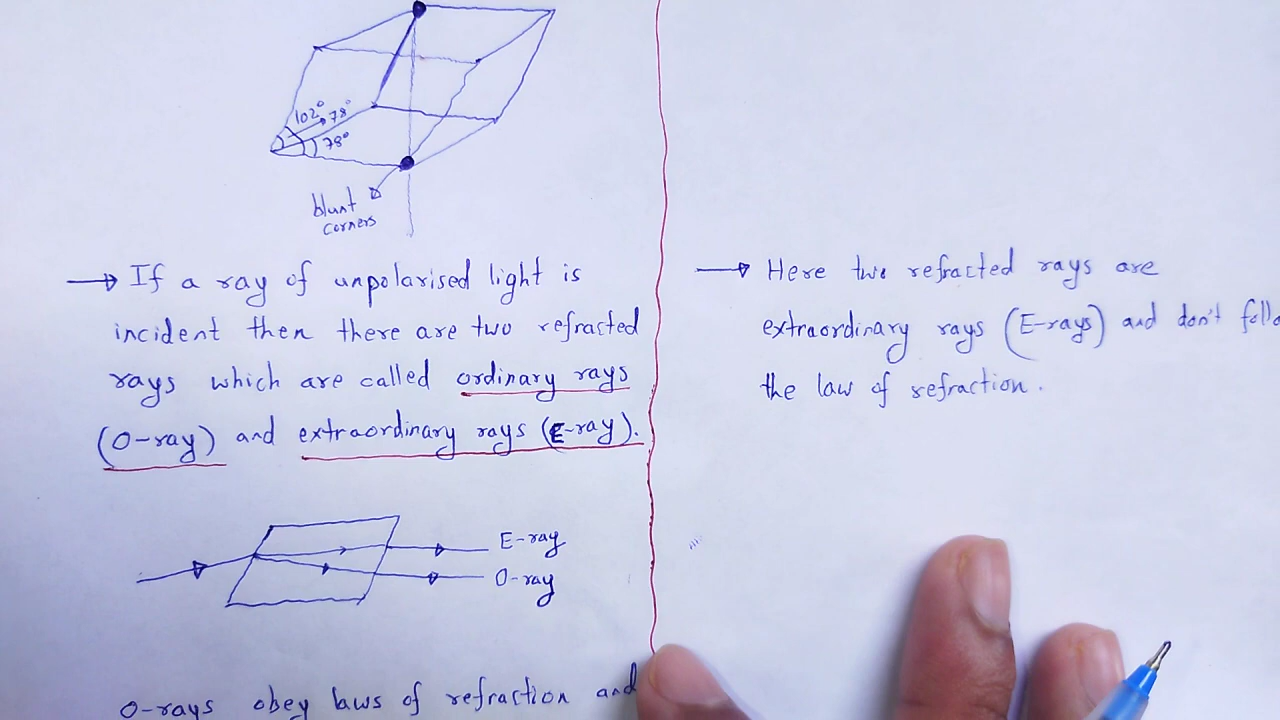 102° 78°
78°
blunt
corners
→ If a ray of unpolarised light is
incident then there are two refracted
rays which are called ordinary rays
(O-ray) and extraordinary rays (E-ray).
E-ray
O-ray
O-rays obey laws of refraction and
→ Here two refracted rays are
extraordinary rays (E-rays) and don't follo
the law of refraction.